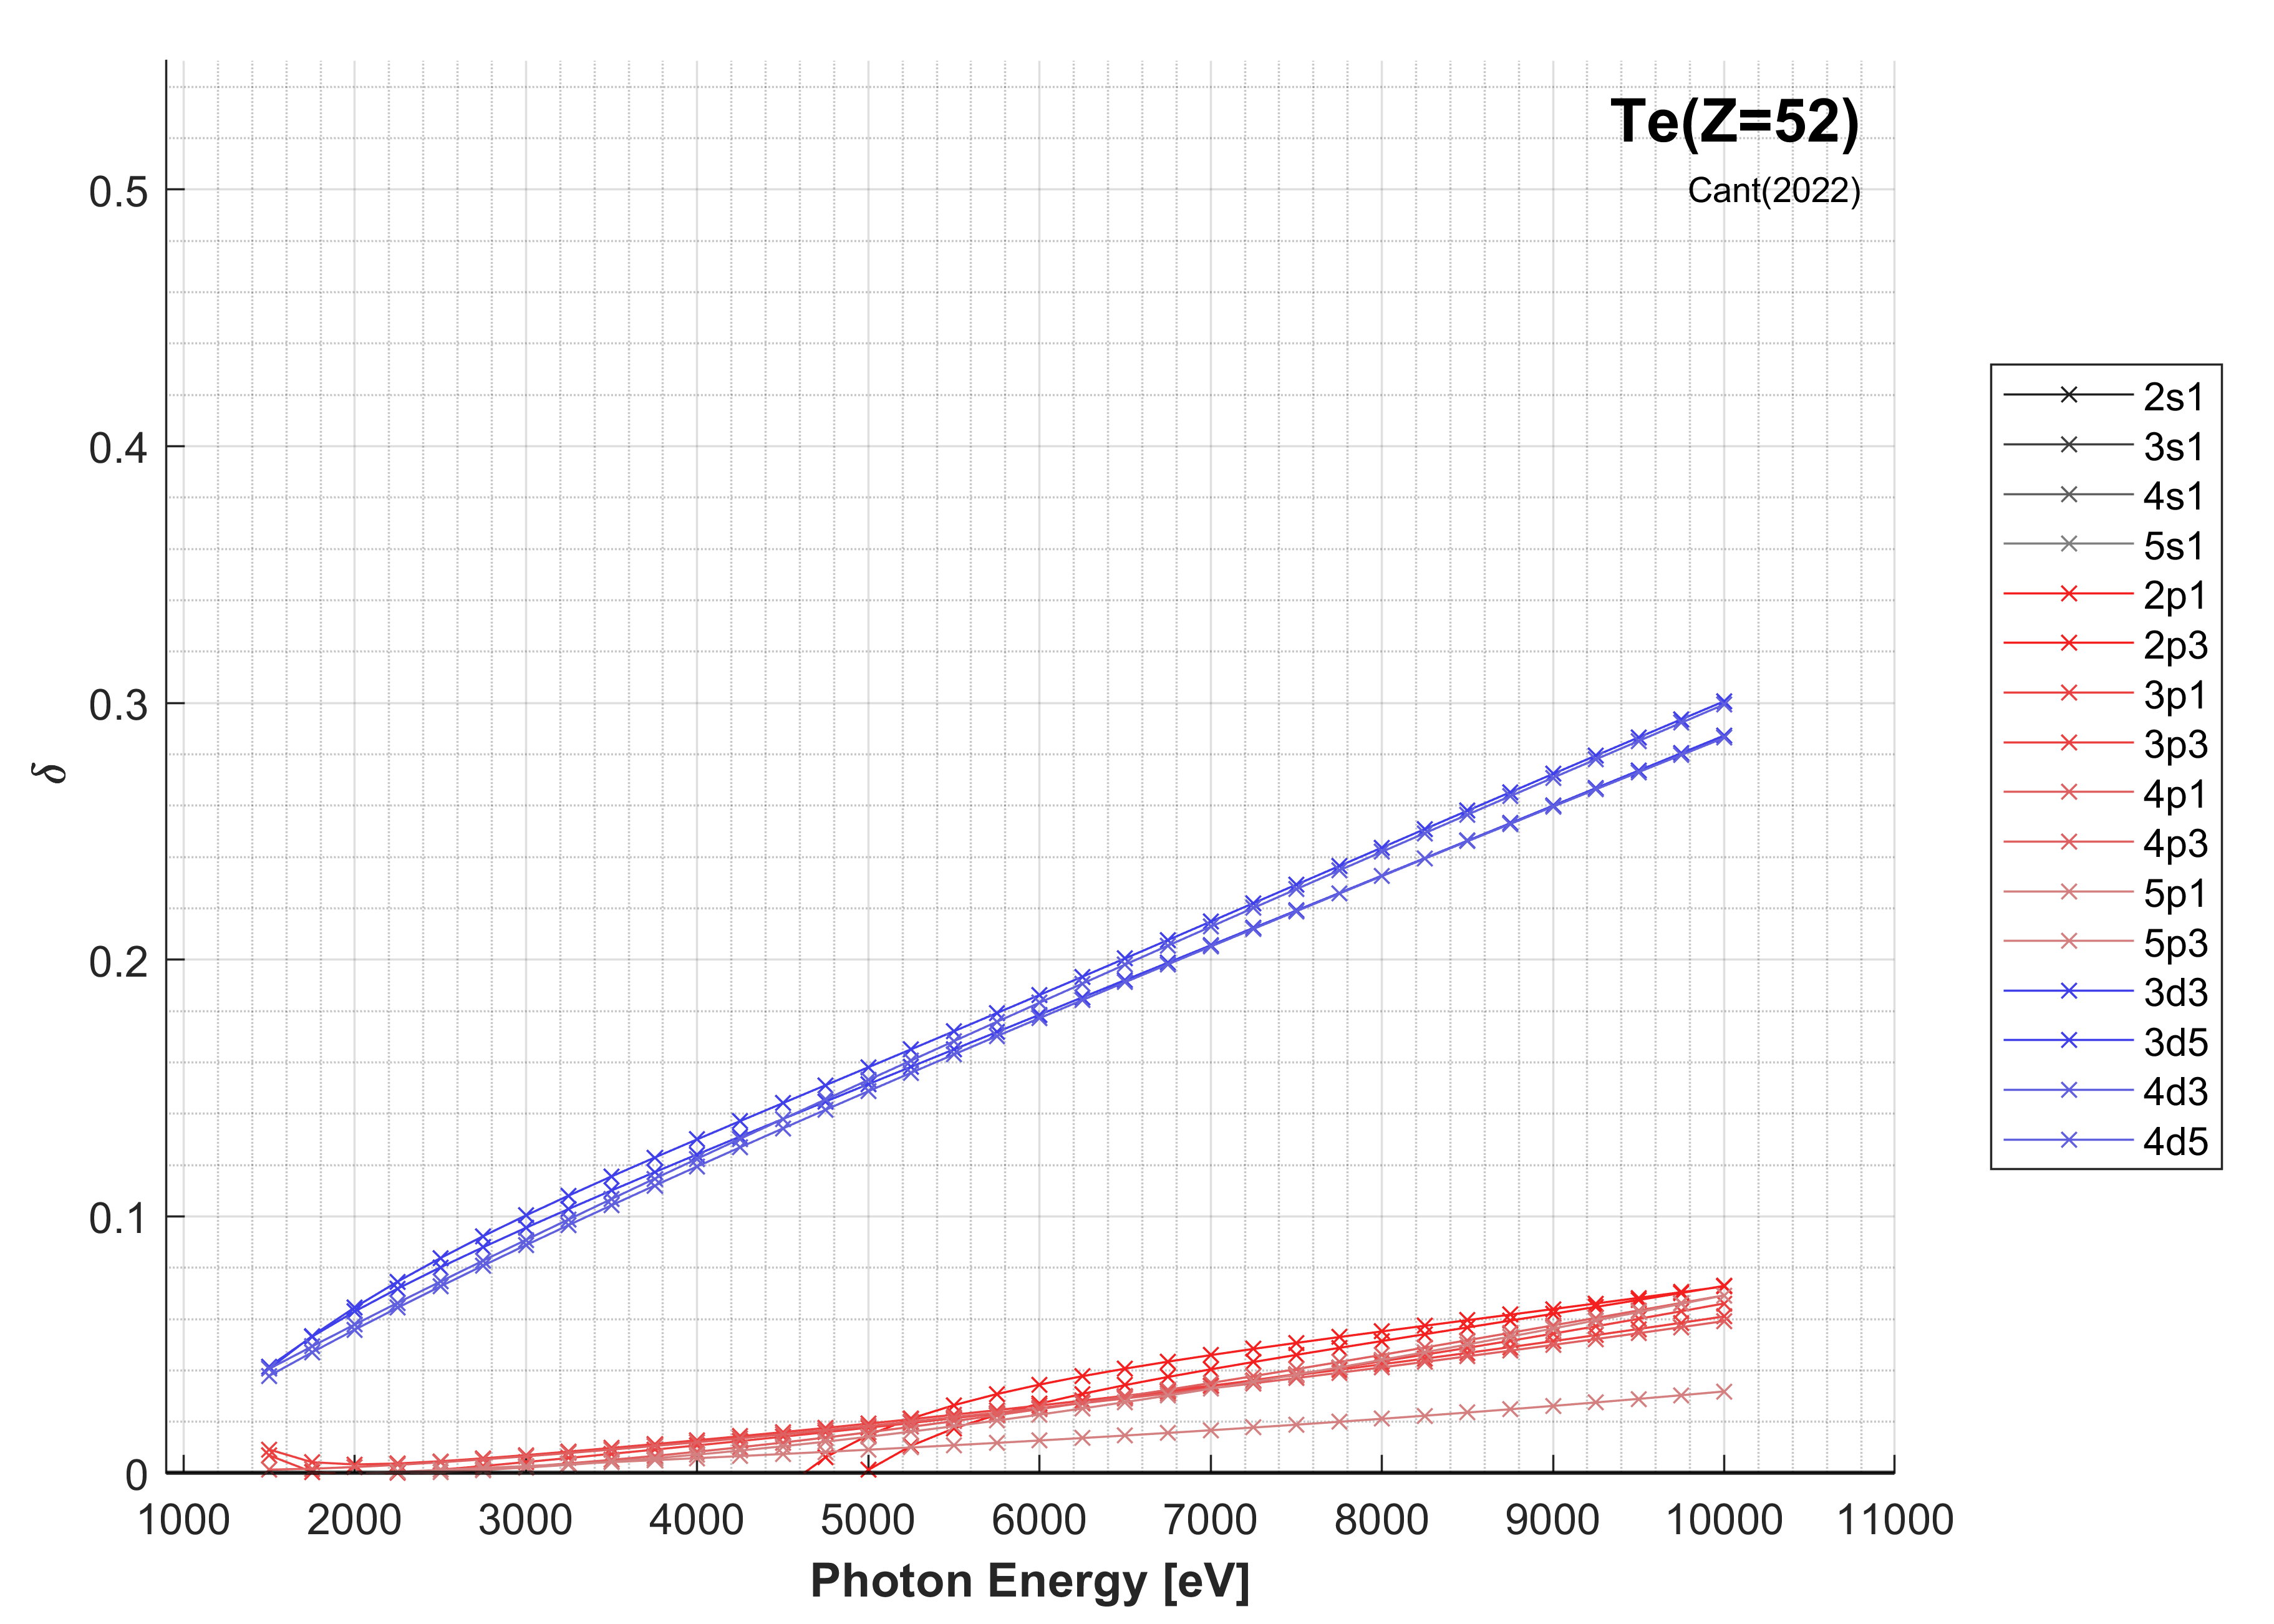 Te(Z=52)
Cant(2022)
0.5
0.4
0.3
0.2
0.1
0
δ
1000 2000 3000 4000 5000 6000 7000 8000 9000 10000 11000
Photon Energy [eV]
2s1
3s1
4s1
5s1
2p1
2p3
3p1
3p3
4p1
4p3
5p1
5p3
3d3
3d5
4d3
4d5